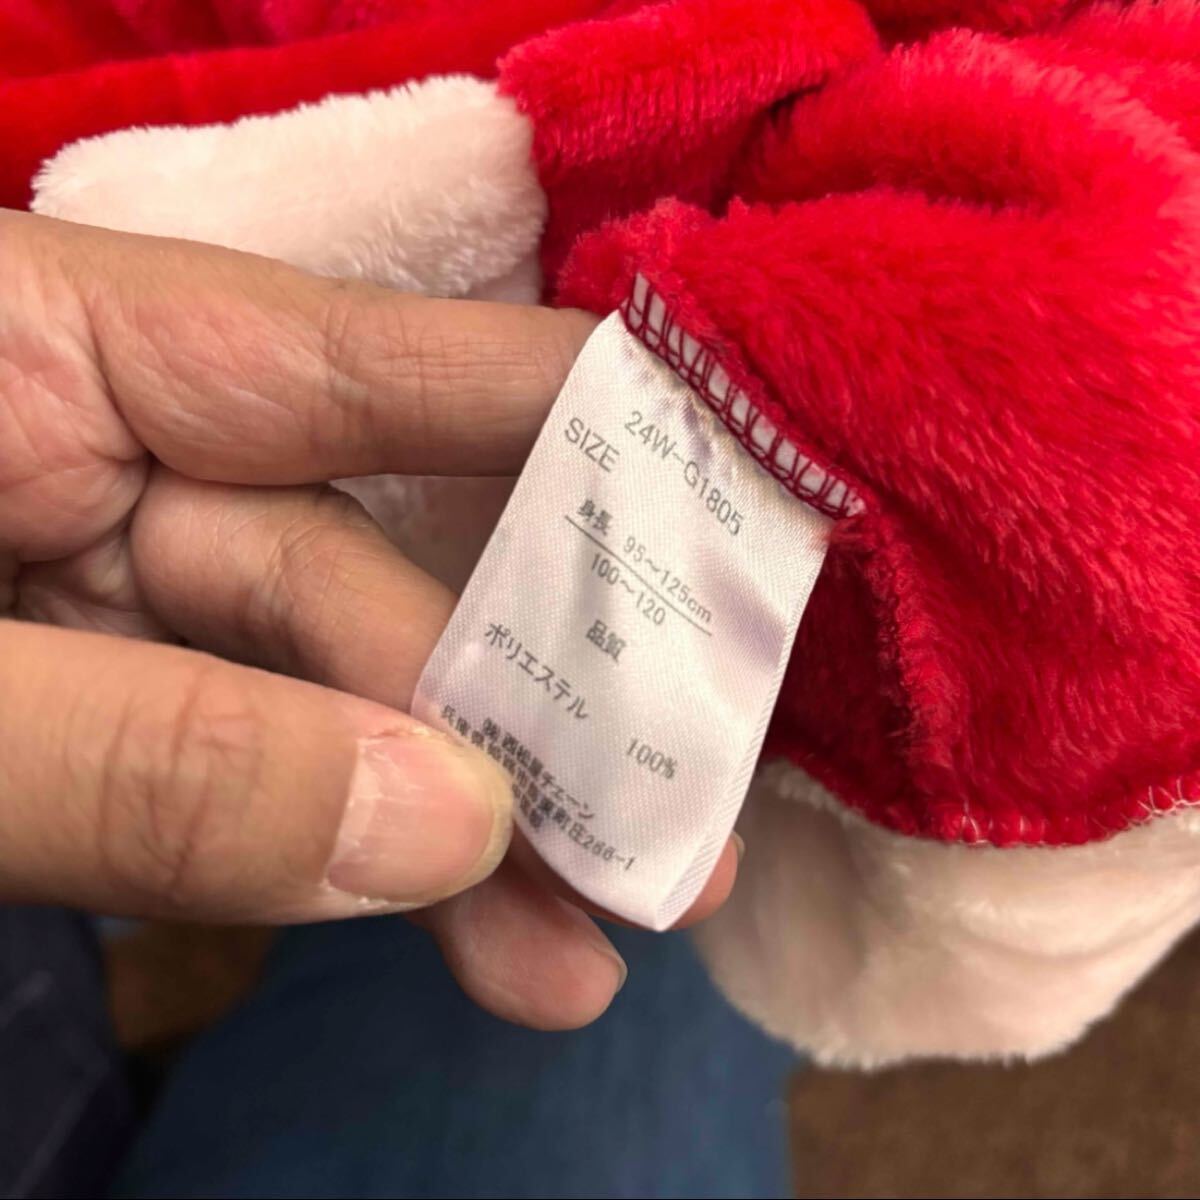 24W-G1805
SIZE
身長 95～125cm
100～120
品質
ポリエステル 100%
㈱西松屋チェーン
兵庫県姫路市飾東町庄266-1